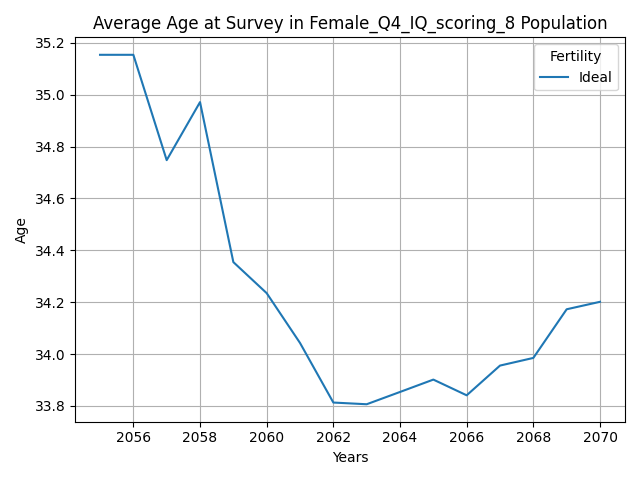 Average Age at Survey in Female_Q4_IQ_scoring_8 Population
35.2
35.0
34.8
34.6
34.4
34.2
34.0
33.8
Age
Fertility
Ideal
2056 2058 2060 2062 2064 2066 2068 2070
Years